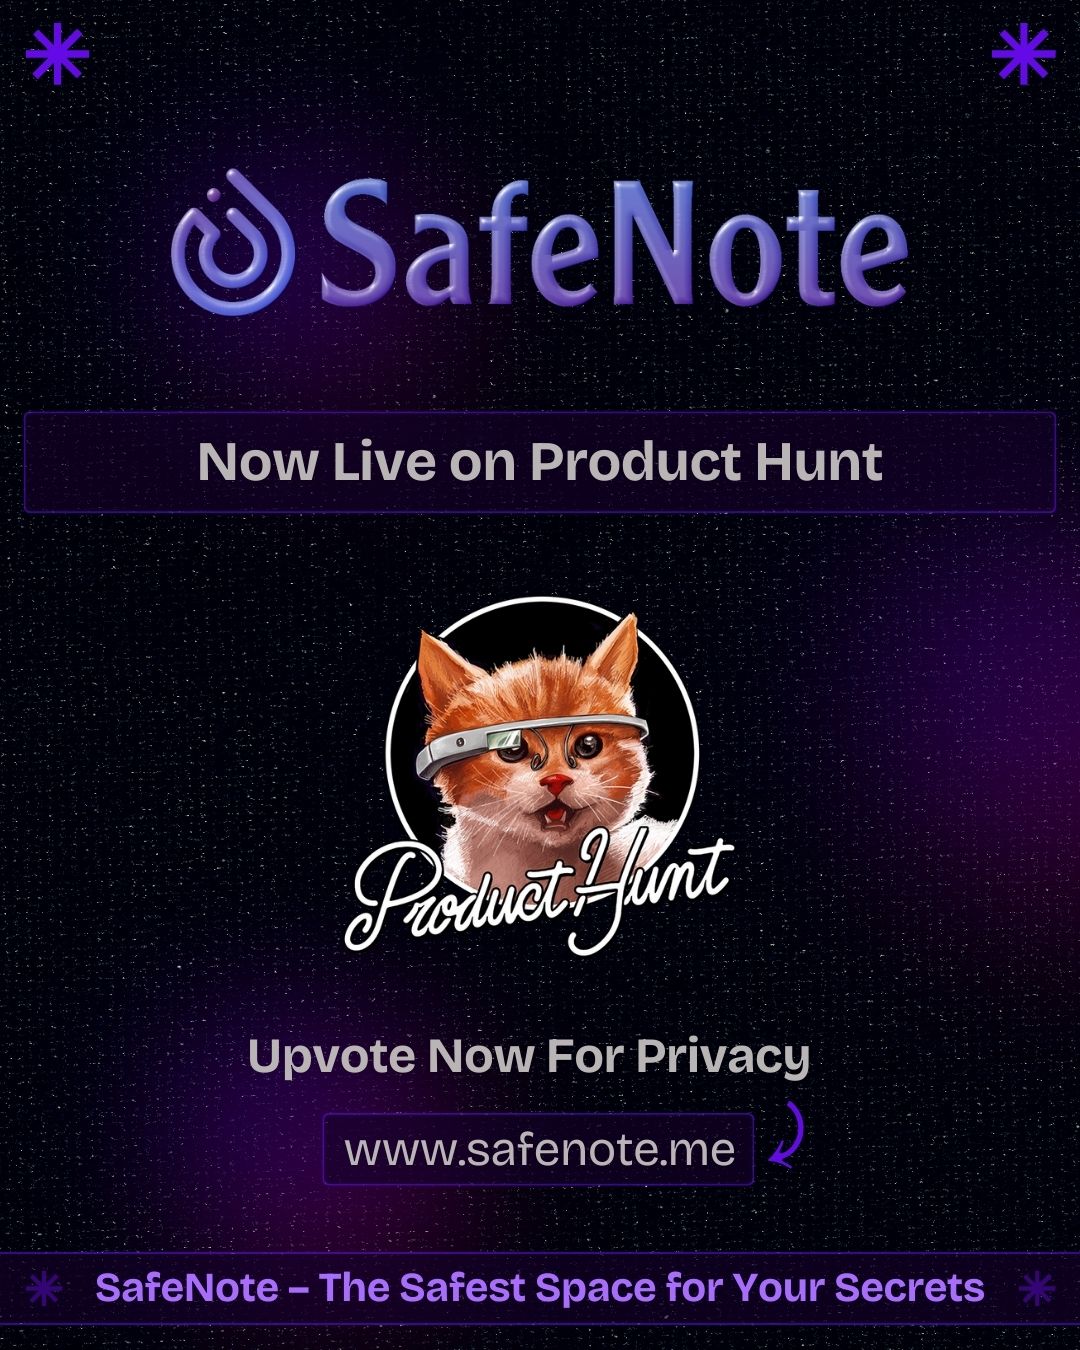 SafeNote
Now Live on Product Hunt
Product Hunt
Upvote Now For Privacy
www.safenote.me
SafeNote – The Safest Space for Your Secrets